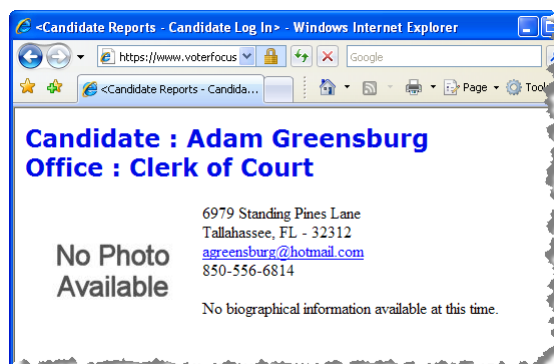 <Candidate Reports - Candidate Log In> - Windows Internet Explorer
https://www.voterfocus
Google
<Candidate Reports - Candida...
Page
Candidate : Adam Greensburg
Office : Clerk of Court
6979 Standing Pines Lane
Tallahassee, FL - 32312
agreensburg@hotmail.com
850-556-6814
No Photo
Available
No biographical information available at this time.